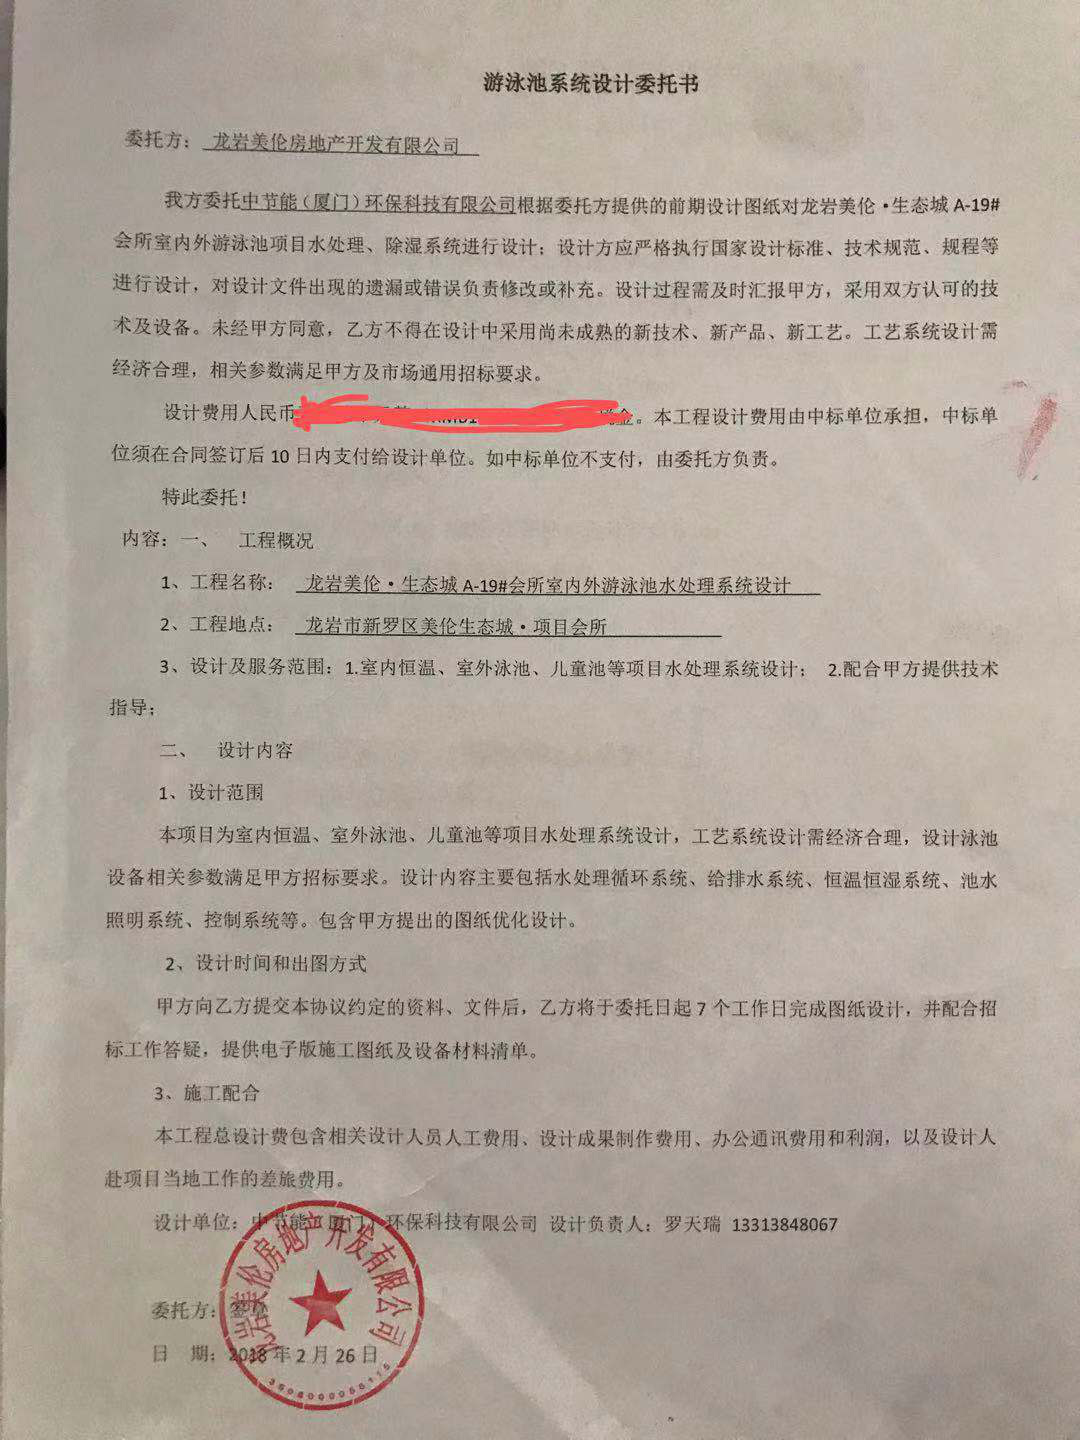 游泳池系统设计委托书
委托方：龙岩美伦房地产开发有限公司
我方委托中节能（厦门）环保科技有限公司根据委托方提供的前期设计图纸对龙岩美伦·生态城 A-19#
会所室内外游泳池项目水处理、除湿系统进行设计；设计方应严格执行国家设计标准、技术规范、规程等
进行设计，对设计文件出现的遗漏或错误负责修改或补充。设计过程需及时汇报甲方，采用双方认可的技
术及设备。未经甲方同意，乙方不得在设计中采用尚未成熟的新技术、新产品、新工艺。工艺系统设计需
经济合理，相关参数满足甲方及市场通用招标要求。
设计费用人民币 金。本工程设计费用由中标单位承担，中标单
位须在合同签订后 10 日内支付给设计单位。如中标单位不支付，由委托方负责。
特此委托！
内容：一、 工程概况
1、工程名称： 龙岩美伦·生态城 A-19#会所室内外游泳池水处理系统设计
2、工程地点： 龙岩市新罗区美伦生态城·项目会所
3、设计及服务范围：1.室内恒温、室外泳池、儿童池等项目水处理系统设计； 2.配合甲方提供技术
指导；
二、 设计内容
1、设计范围
本项目为室内恒温、室外泳池、儿童池等项目水处理系统设计，工艺系统设计需经济合理，设计泳池
设备相关参数满足甲方招标要求。设计内容主要包括水处理循环系统、给排水系统、恒温恒湿系统、池水
照明系统、控制系统等。包含甲方提出的图纸优化设计。
2、设计时间和出图方式
甲方向乙方提交本协议约定的资料、文件后，乙方将于委托日起 7 个工作日完成图纸设计，并配合招
标工作答疑，提供电子版施工图纸及设备材料清单。
3、施工配合
本工程总设计费包含相关设计人员人工费用、设计成果制作费用、办公通讯费用和利润，以及设计人
赴项目当地工作的差旅费用。
设计单位：中节能（厦门）环保科技有限公司 设计负责人：罗天瑞 13313848067
龙岩美伦房地产开发有限公司
委托方：签章
日 期：2018 年 2 月 26 日